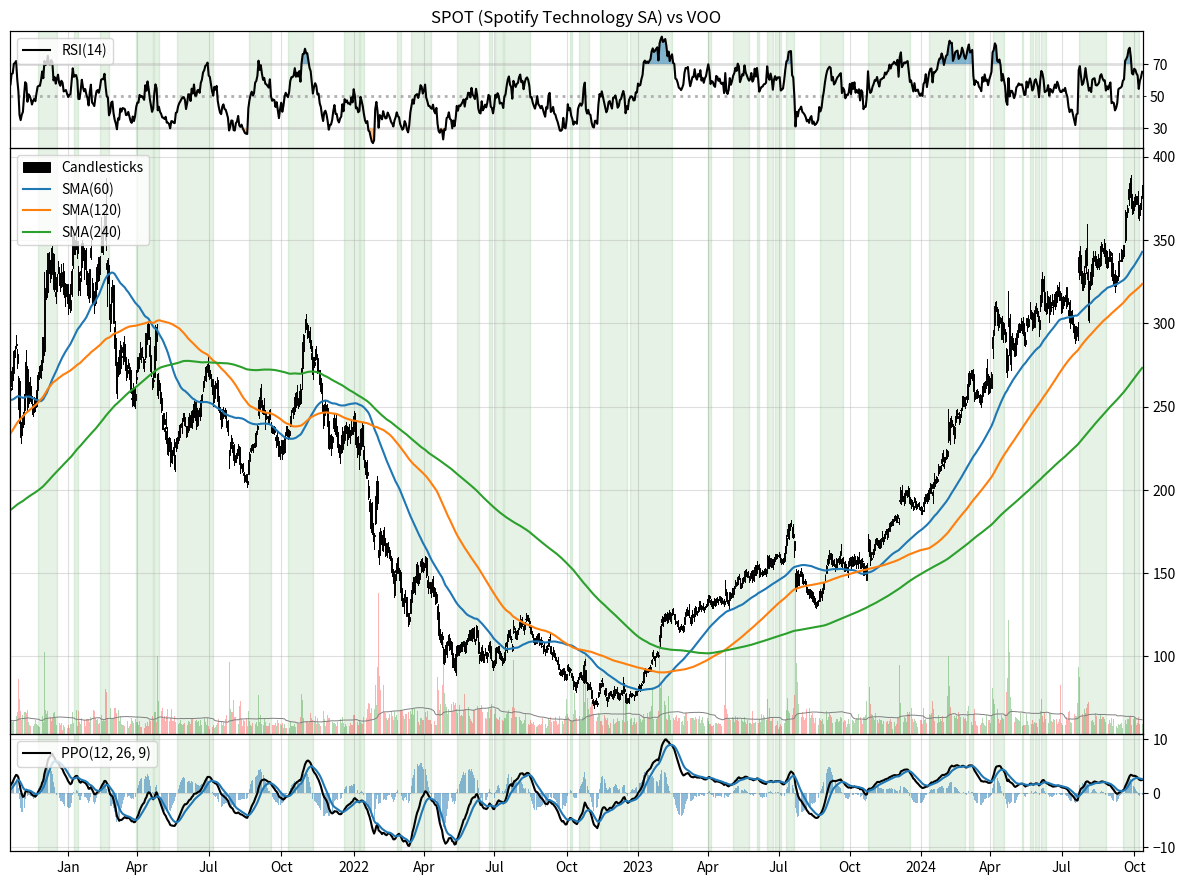 SPOT (Spotify Technology SA) vs VOO
RSI(14)
70
50
30
Candlesticks
SMA(60)
SMA(120)
SMA(240)
400
350
300
250
200
150
100
PPO(12, 26, 9)
10
0
−10
Jan Apr Jul Oct 2022 Apr Jul Oct 2023 Apr Jul Oct 2024 Apr Jul Oct